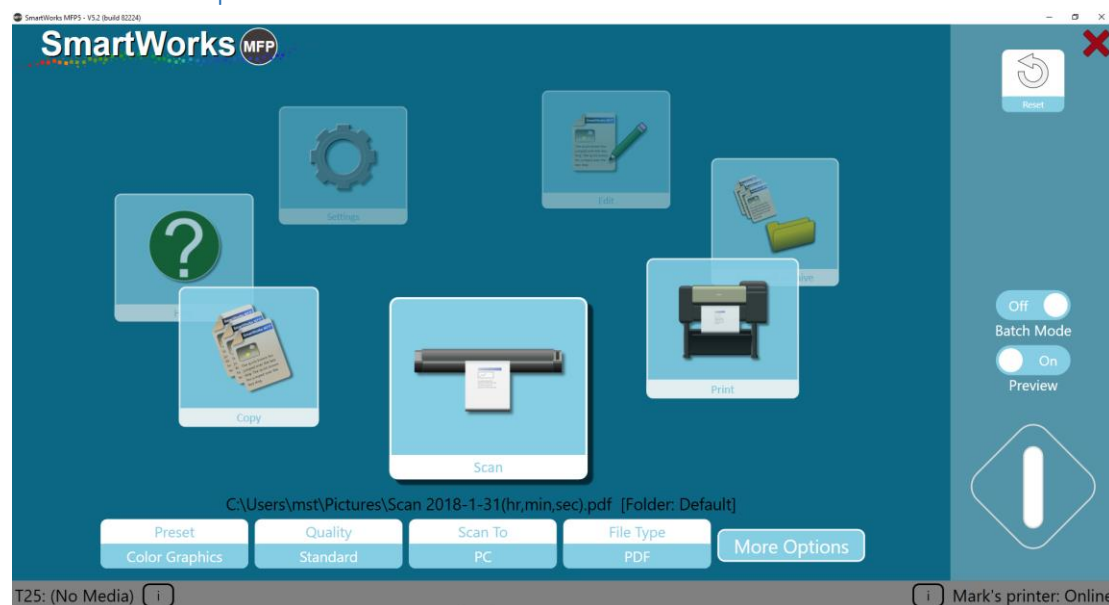 SmartWorks MFP5 - V5.2 (build 82224)
SmartWorks MFP
Reset
Settings
Edit
Copy
Scan
Print
Off
Batch Mode
On
Preview
C:\Users\mst\Pictures\Scan 2018-1-31(hr,min,sec).pdf [Folder: Default]
Preset
Quality
Scan To
File Type
Color Graphics
Standard
PC
PDF
More Options
T25: (No Media) i
i Mark's printer: Online